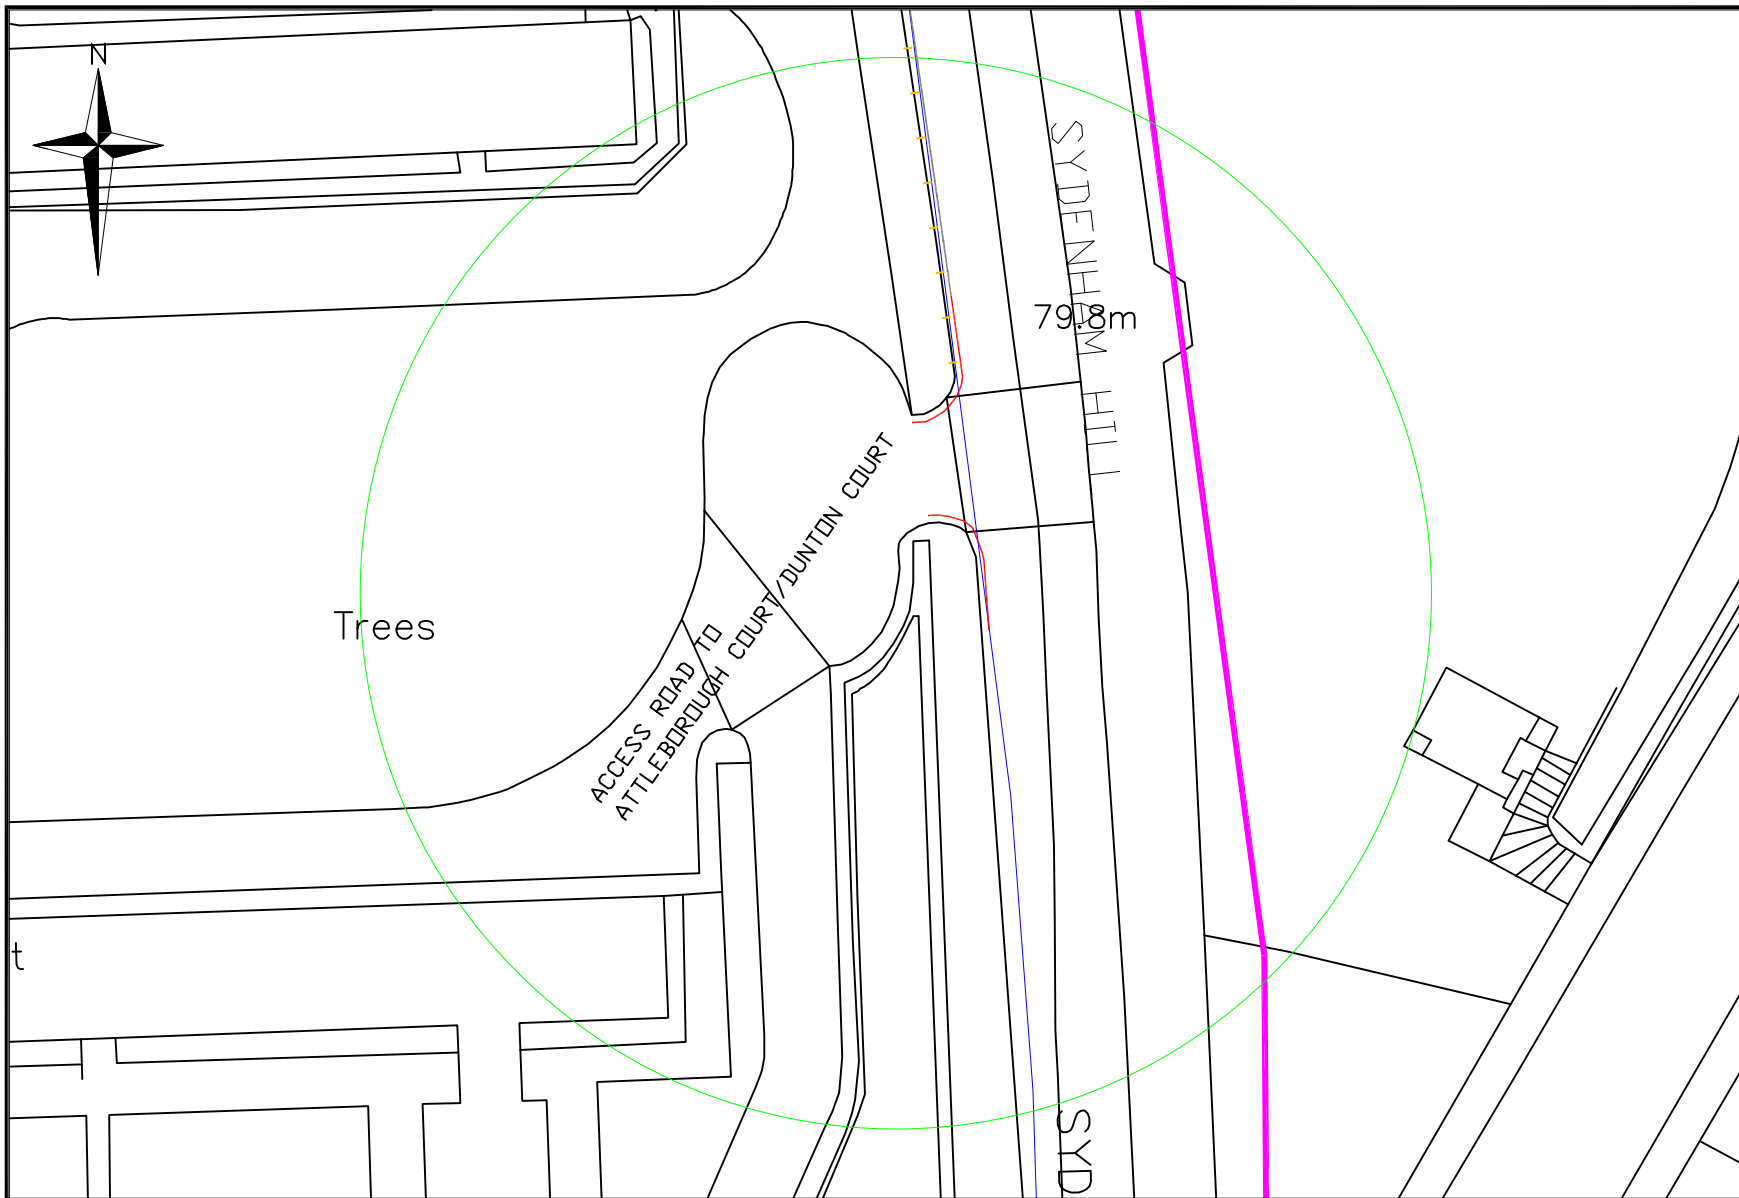 N
SYDENHAM HILL
79.8m
Trees
ACCESS ROAD TO
ATTLEBOROUGH COURT/DUNTON COURT
t
SYD